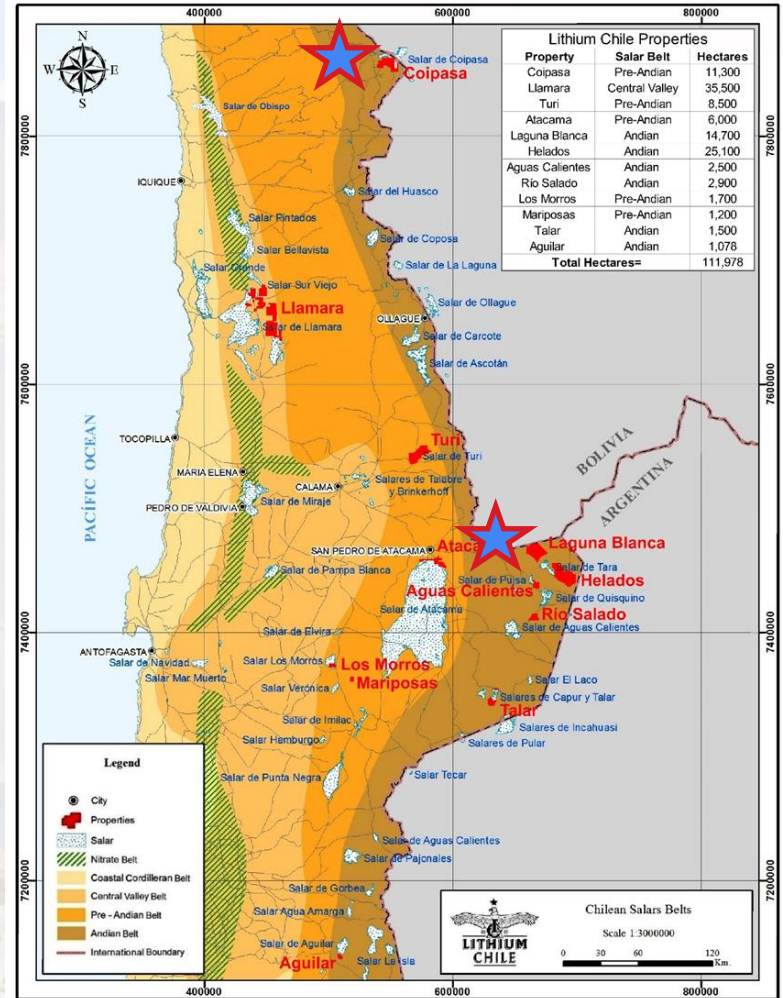 400000
600000
800000
N
W E
S
Lithium Chile Properties
Property Salar Belt Hectares
Coipasa Pre-Andian 11,300
Llamara Central Valley 35,500
Turi Pre-Andian 8,500
Atacama Pre-Andian 6,000
Laguna Blanca Andian 14,700
Helados Andian 25,100
Aguas Calientes Andian 2,500
Río Salado Andian 2,900
Los Morros Pre-Andian 1,700
Mariposas Pre-Andian 1,200
Talar Andian 1,500
Aguilar Andian 1,078
Total Hectares= 111,978
Salar de Coipasa
Coipasa
Salar de Obispo
7800000
7800000
IQUIQUE
Salar del Huasco
Salar Pintados
Salar de Coposa
Salar Bellavista
Salar Grande
Salar de La Laguna
Salar Sur Viejo
Llamara
Salar de Ollague
OLLAGUE
Salar de Llamara
Salar de Carcote
Salar de Ascotán
7600000
7600000
TOCOPILLA
Turi
Salar de Turi
BOLIVIA
ARGENTINA
PACÍFIC OCEAN
MARIA ELENA
CALAMA
Salares de Talabre
y Brinkerhoff
Salar de Miraje
PEDRO DE VALDIVIA
SAN PEDRO DE ATACAMA
Ataca
Laguna Blanca
Salar de Tara
Salar de Pampa Blanca
Salar de Pujsa
Helados
Aguas Calientes
Salar de Quisquino
Salar de Atacama
Río Salado
Salar de Aguas Calientes
7400000
7400000
Salar de Elvira
ANTOFAGASTA
Salar de Navidad
Salar Los Morros
Los Morros
Salar Mar Muerto
Mariposas
Salar El Laco
Salar Verónica
Salares de Capur y Talar
Talar
Salar de Imilac
Salares de Incahuasi
Salar Hamburgo
Salares de Pular
Salar de Punta Negra
Salar Tecar
Salar de Aguas Calientes
Salar de Pajonales
7200000
7200000
Salar de Gorbea
Salar Agua Amarga
Salar de Aguilar
Aguilar
Salar La Isla
Legend
City
Properties
Salar
Nitrate Belt
Coastal Cordilleran Belt
Central Valley Belt
Pre - Andian Belt
Andian Belt
International Boundary
LITHIUM
CHILE
Chilean Salars Belts
Scale 1:3000000
0 30 60 120
Km.
400000
600000
800000